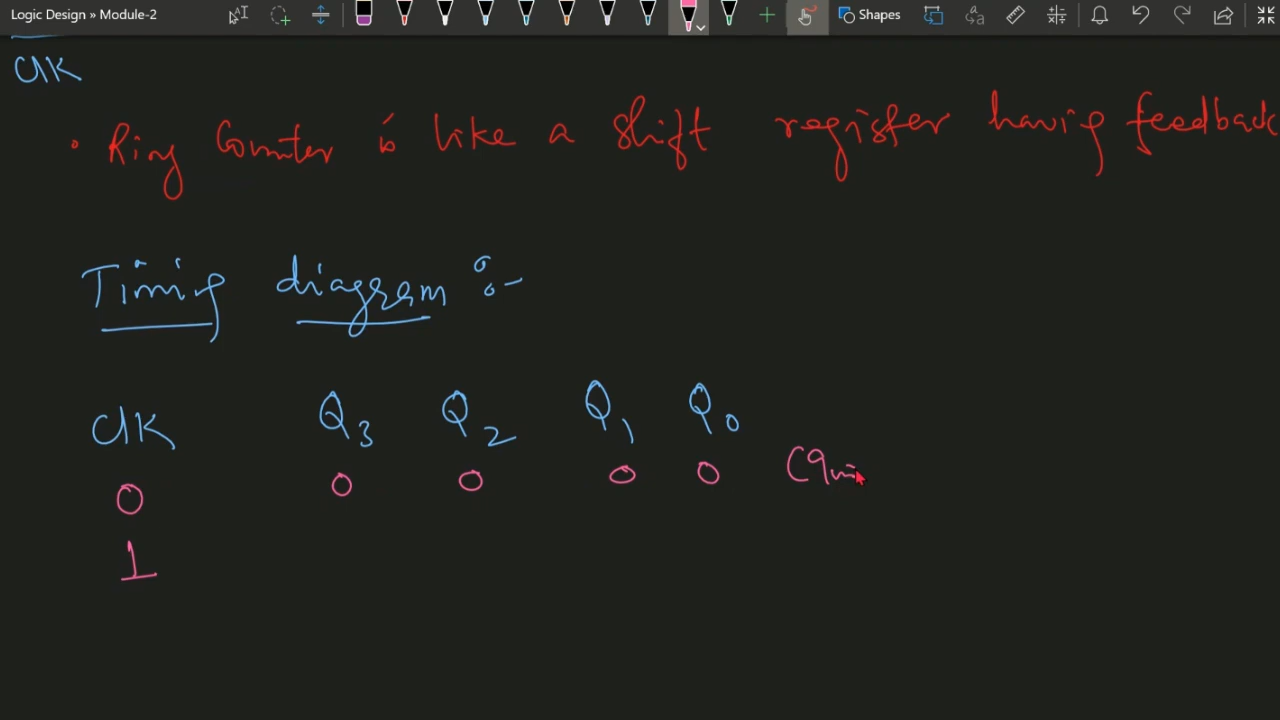 Logic Design » Module-2
Shapes
clk
• Ring Counter is like a shift register having feedback
Timing diagram :-
clk Q3 Q2 Q1 Q0
0 0 0 0 0 (Ini
1